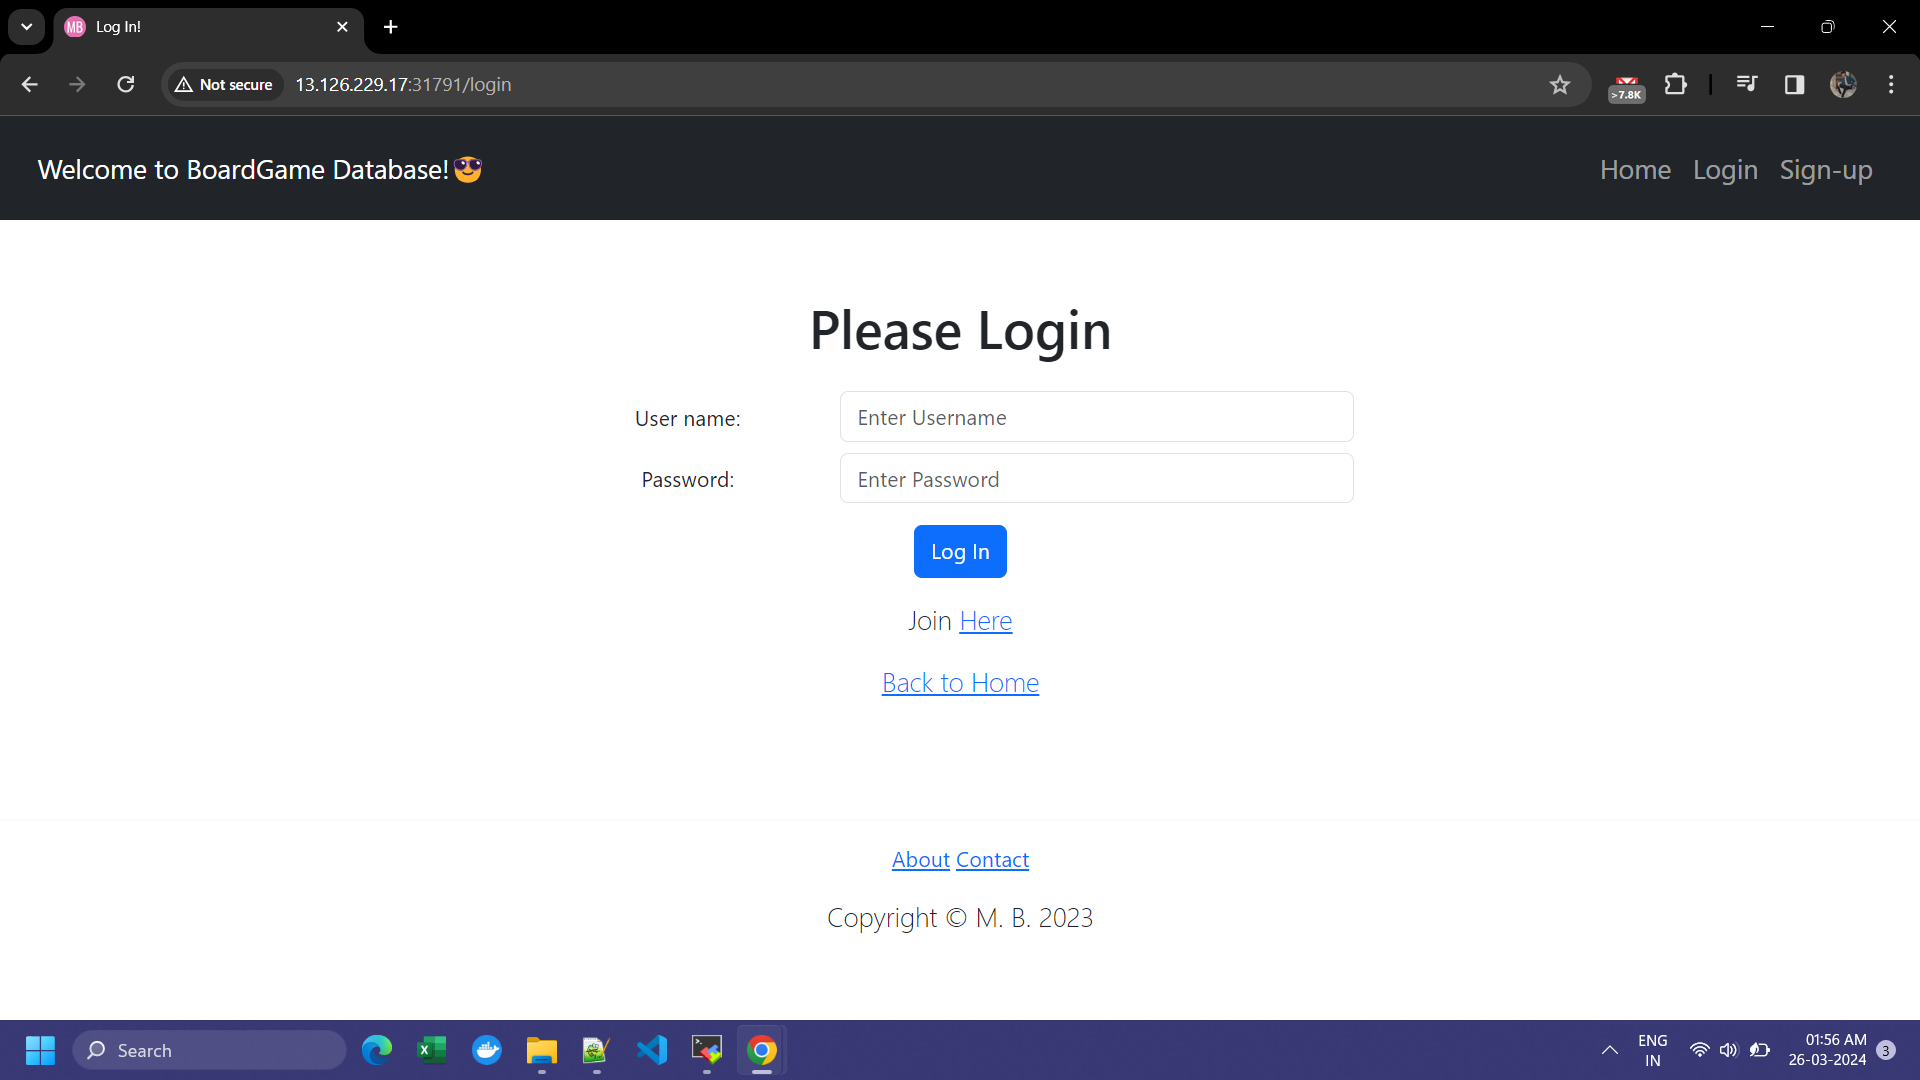 MB Log In!
Not secure 13.126.229.17:31791/login
>7.8K
Welcome to BoardGame Database!😎 Home Login Sign-up
Please Login
User name: Enter Username
Password: Enter Password
Log In
Join Here
Back to Home
About Contact
Copyright © M. B. 2023
Search
ENG
IN
01:56 AM
26-03-2024
3